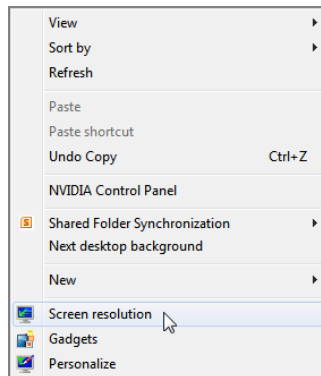 View
Sort by
Refresh
Paste
Paste shortcut
Undo Copy Ctrl+Z
NVIDIA Control Panel
S Shared Folder Synchronization
Next desktop background
New
Screen resolution
Gadgets
Personalize